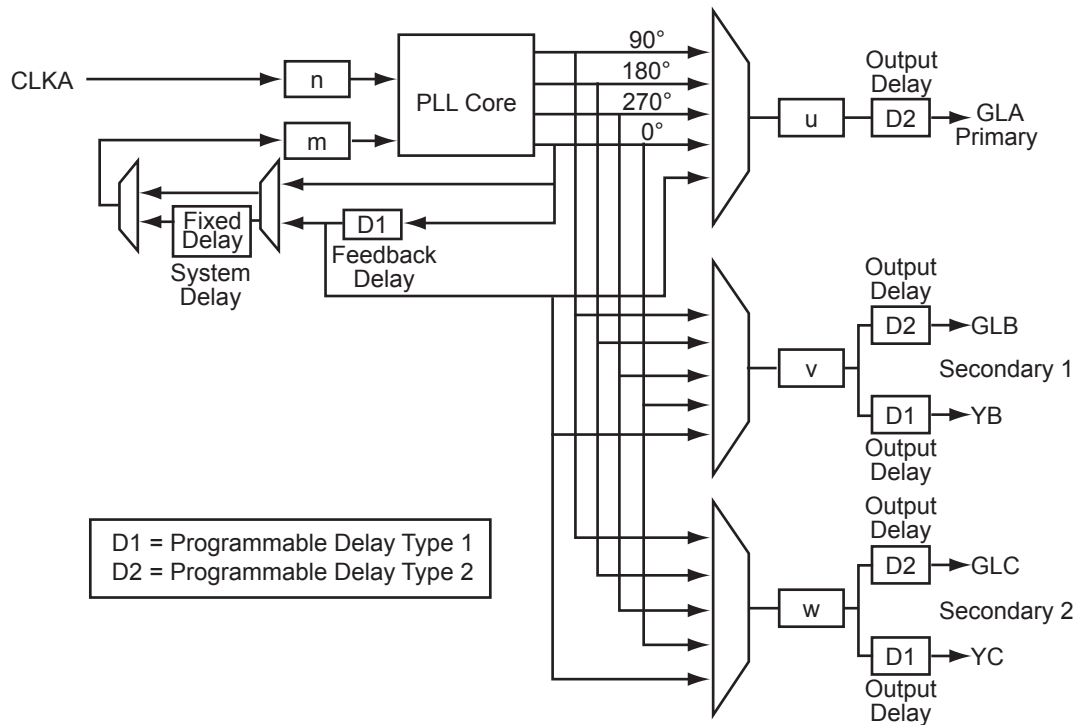 90°
180°
270°
0°
CLKA
n
m
PLL Core
Fixed
Delay
System
Delay
D1
Feedback
Delay
u
Output
Delay
D2
GLA
Primary
v
Output
Delay
D2
GLB
Secondary 1
D1
YB
Output
Delay
w
Output
Delay
D2
GLC
Secondary 2
D1
YC
Output
Delay
D1 = Programmable Delay Type 1
D2 = Programmable Delay Type 2